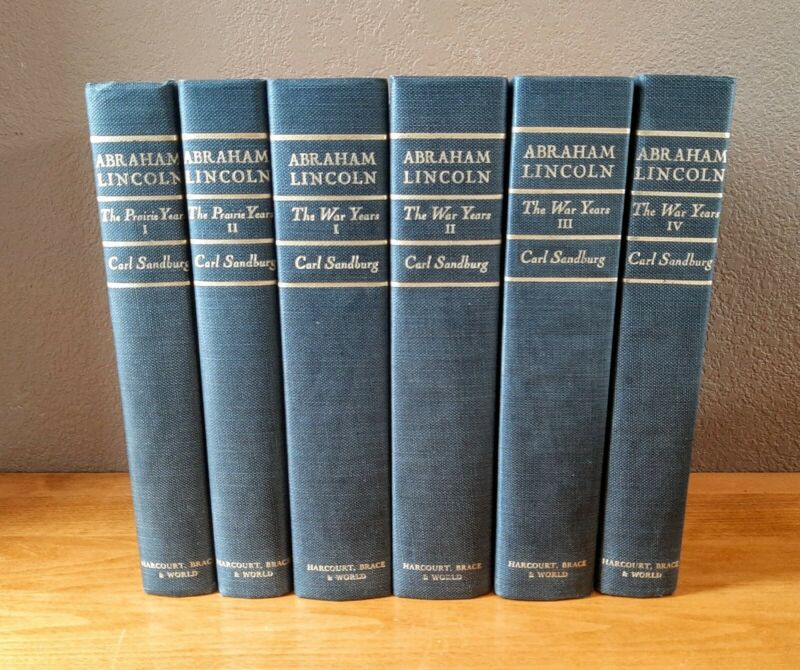 ABRAHAM
LINCOLN
The Prairie Years
I
Carl Sandburg
HARCOURT, BRAC
& WORLD
ABRAHAM
LINCOLN
The Prairie Years
II
Carl Sandburg
HARCOURT, BRACE
& WORLD
ABRAHAM
LINCOLN
The War Years
I
Carl Sandburg
HARCOURT, BRACE
& WORLD
ABRAHAM
LINCOLN
The War Years
II
Carl Sandburg
HARCOURT, BRACE
& WORLD
ABRAHAM
LINCOLN
The War Years
III
Carl Sandburg
HARCOURT, BRACE
& WORLD
ABRAHAM
LINCOLN
The War Years
IV
Carl Sandburg
HARCOURT, BRACE
& WORLD